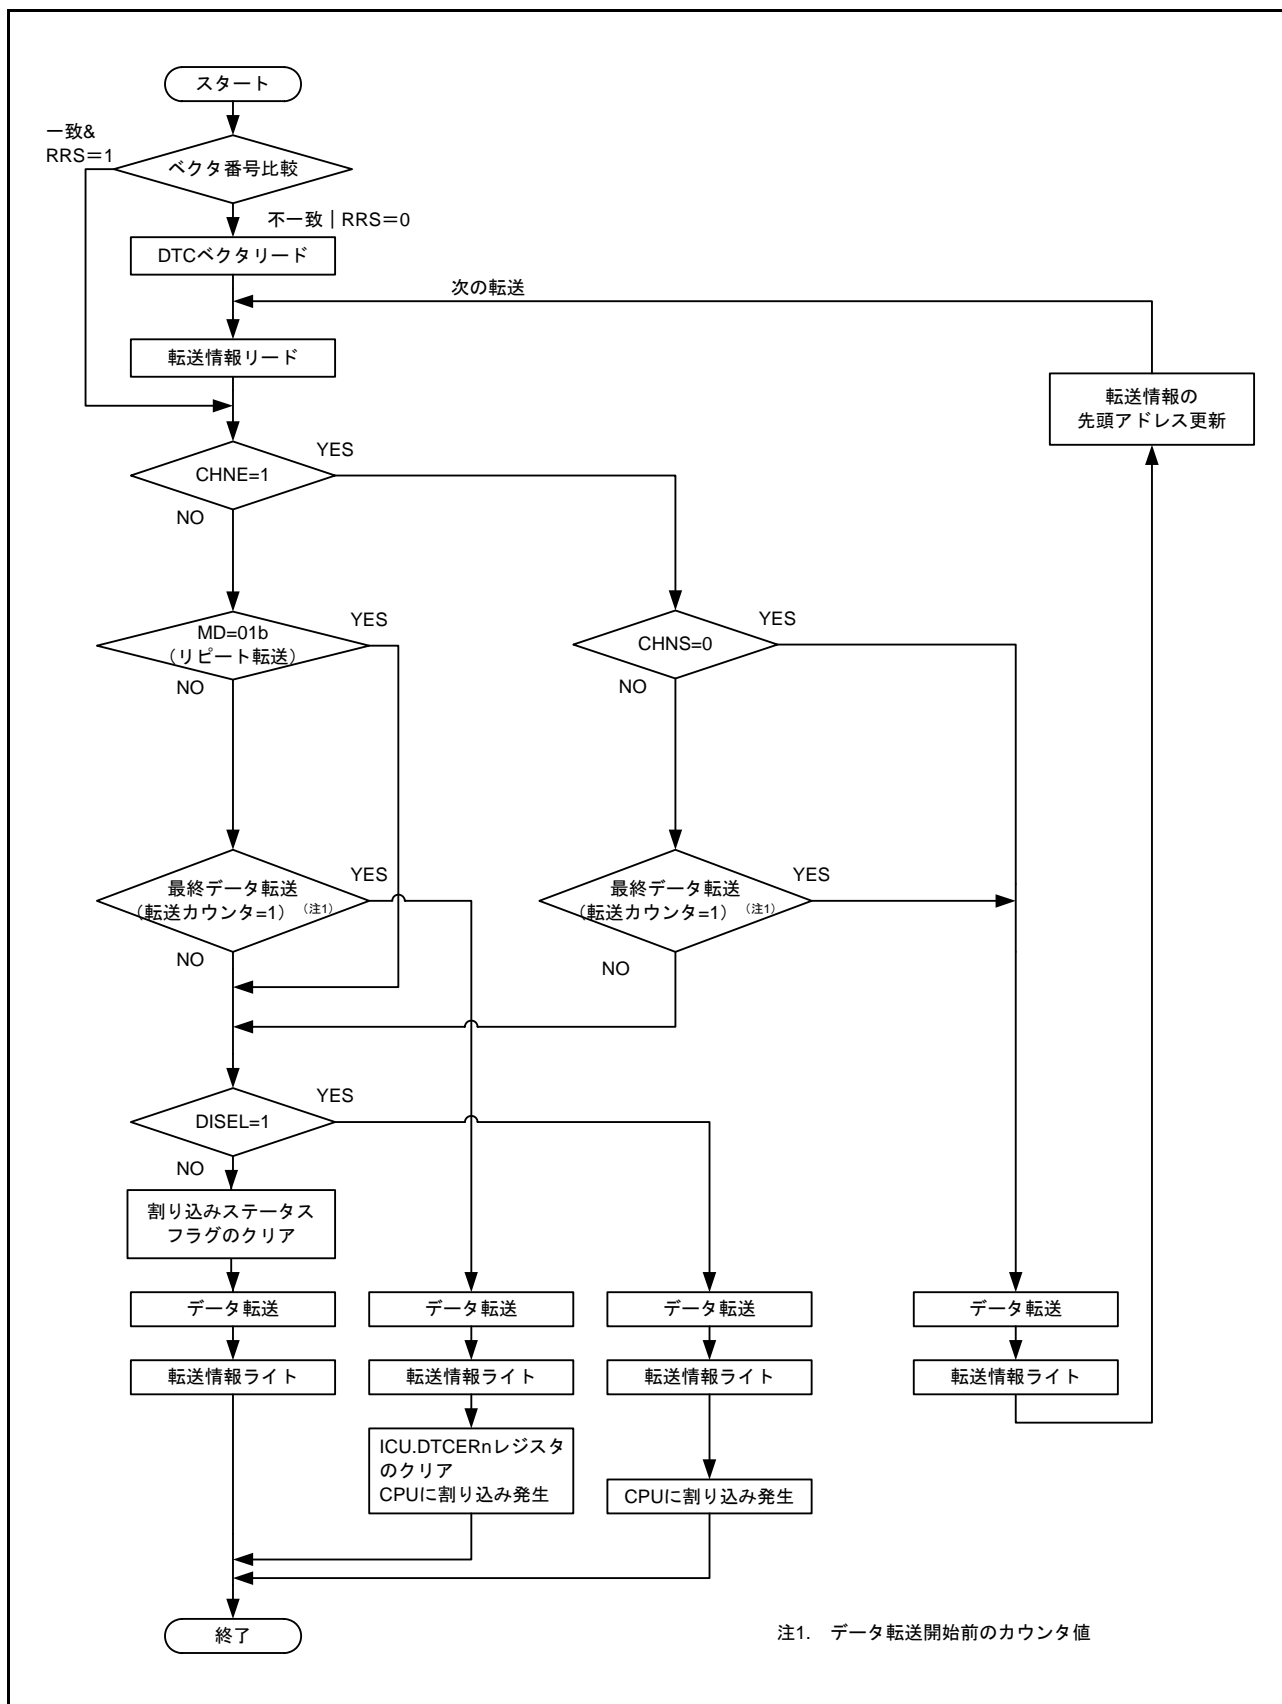 スタート
一致&
RRS=1
ベクタ番号比較
不一致 | RRS=0
DTCベクタリード
次の転送
転送情報リード
転送情報の
先頭アドレス更新
YES
CHNE=1
NO
YES
MD=01b
(リピート転送)
NO
YES
CHNS=0
NO
YES
最終データ転送
(転送カウンタ=1) (注1)
NO
YES
最終データ転送
(転送カウンタ=1) (注1)
NO
YES
DISEL=1
NO
割り込みステータス
フラグのクリア
データ転送
データ転送
データ転送
データ転送
転送情報ライト
転送情報ライト
転送情報ライト
転送情報ライト
ICU.DTCERnレジスタ
のクリア
CPUに割り込み発生
CPUに割り込み発生
終了
注1. データ転送開始前のカウンタ値